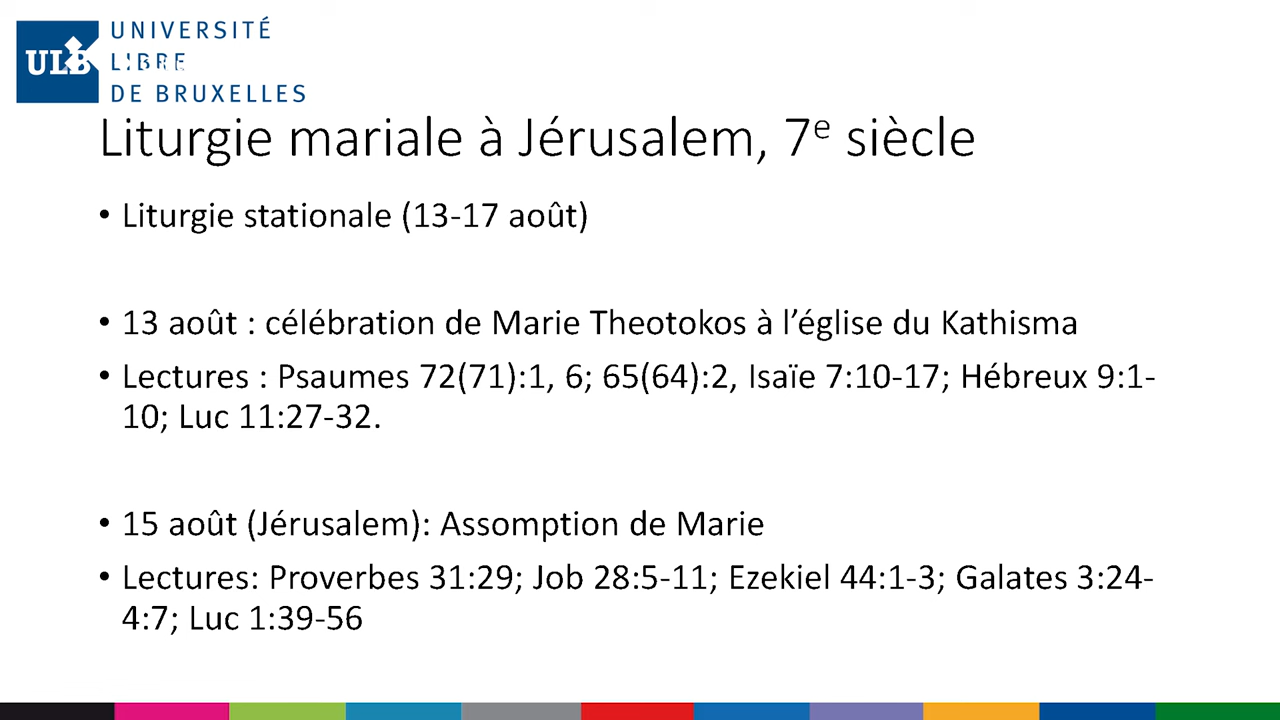 UNIVERSITÉ
ULB LIBRE
DE BRUXELLES
Liturgie mariale à Jérusalem, 7e siècle
• Liturgie stationale (13-17 août)
• 13 août : célébration de Marie Theotokos à l’église du Kathisma
• Lectures : Psaumes 72(71):1, 6; 65(64):2, Isaïe 7:10-17; Hébreux 9:1-
10; Luc 11:27-32.
• 15 août (Jérusalem): Assomption de Marie
• Lectures: Proverbes 31:29; Job 28:5-11; Ezekiel 44:1-3; Galates 3:24-
4:7; Luc 1:39-56